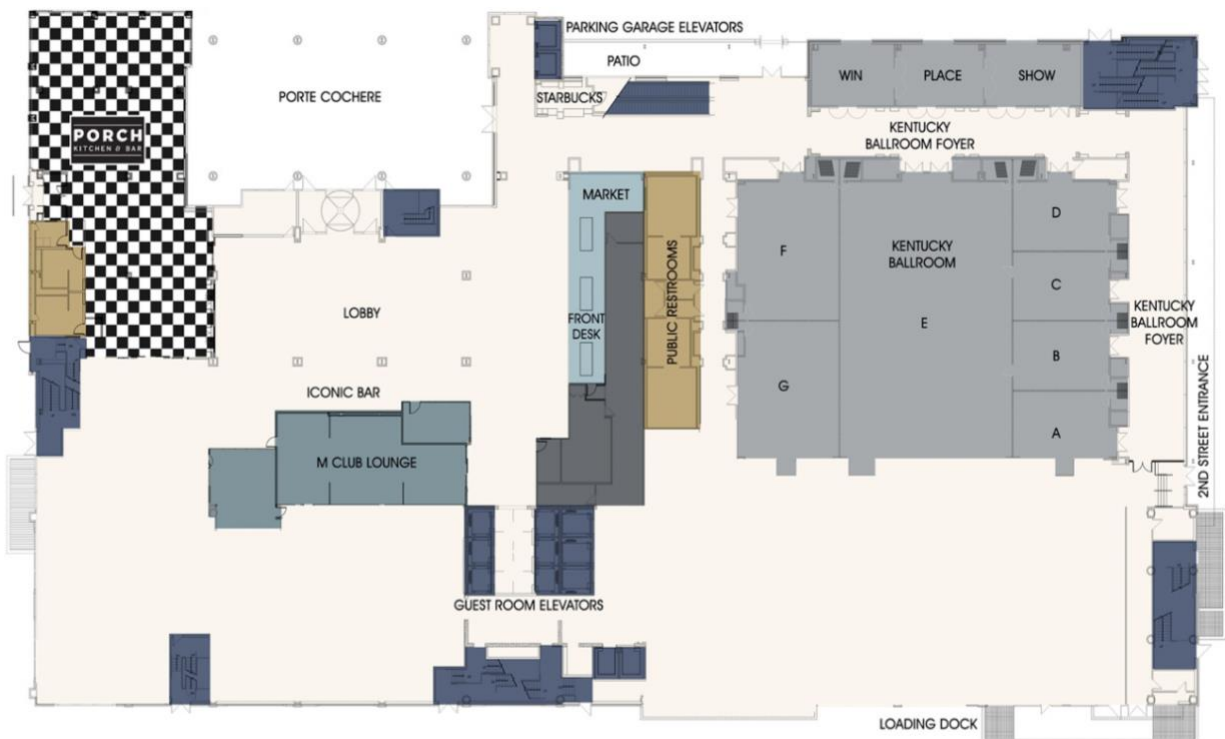 PARKING GARAGE ELEVATORS
PATIO
PORTE COCHERE
STARBUCKS
WIN
PLACE
SHOW
PORCH
KITCHEN & BAR
KENTUCKY
BALLROOM FOYER
MARKET
PUBLIC RESTROOMS
F
KENTUCKY
BALLROOM
D
C
LOBBY
FRONT
DESK
E
KENTUCKY
BALLROOM
FOYER
B
ICONIC BAR
G
A
M CLUB LOUNGE
2ND STREET ENTRANCE
GUEST ROOM ELEVATORS
LOADING DOCK